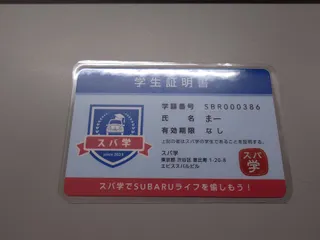 学生証明書
学籍番号 SBR000386
氏名 まー
有効期限 なし
上記の者はスバ学の学生であることを証明する。
スバ学
東京都 渋谷区 恵比寿 1-20-8
エビススバルビル
スバ学
since 2023
スバ学
スバ学でSUBARUライフを愉しもう!